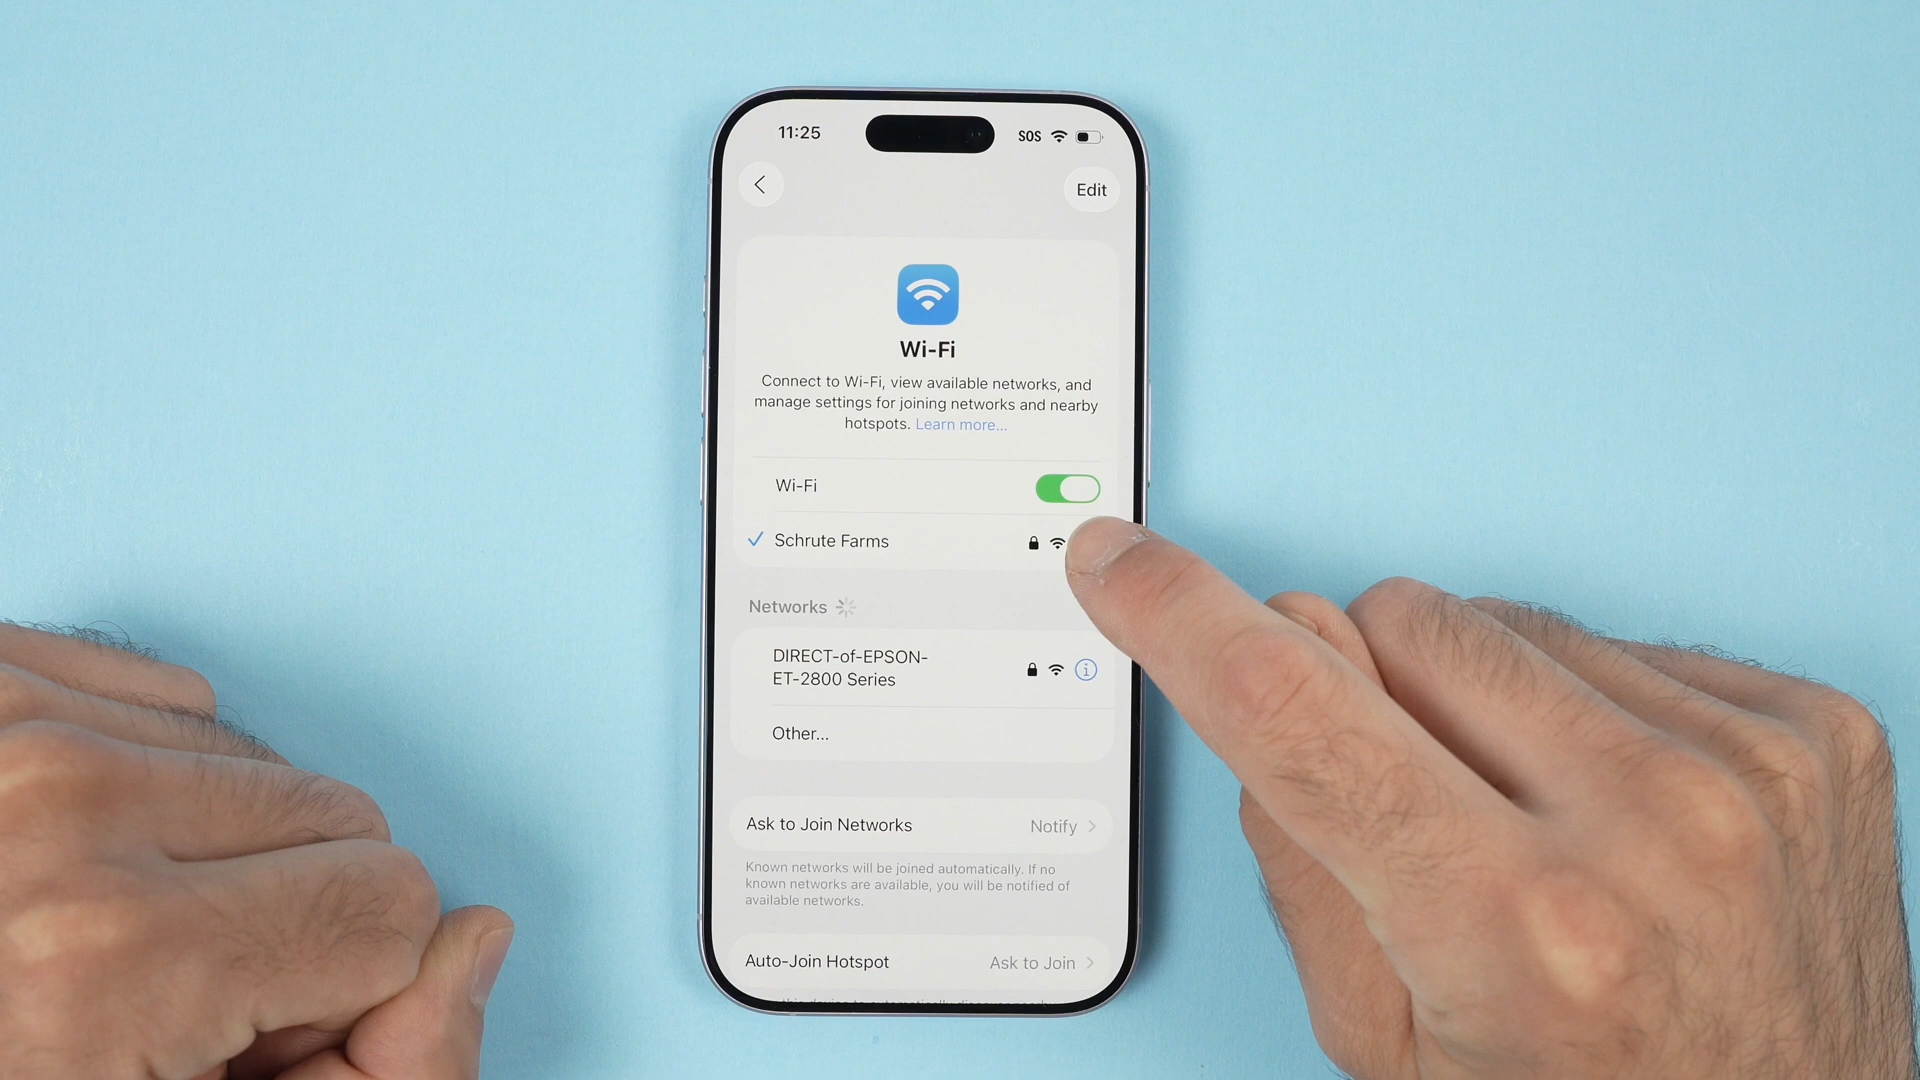 11:25 SOS
Edit
Wi-Fi
Connect to Wi-Fi, view available networks, and
manage settings for joining networks and nearby
hotspots. Learn more...
Wi-Fi
Schrute Farms
Networks
DIRECT-of-EPSON-
ET-2800 Series
Other...
Ask to Join Networks Notify
Known networks will be joined automatically. If no
known networks are available, you will be notified of
available networks.
Auto-Join Hotspot Ask to Join